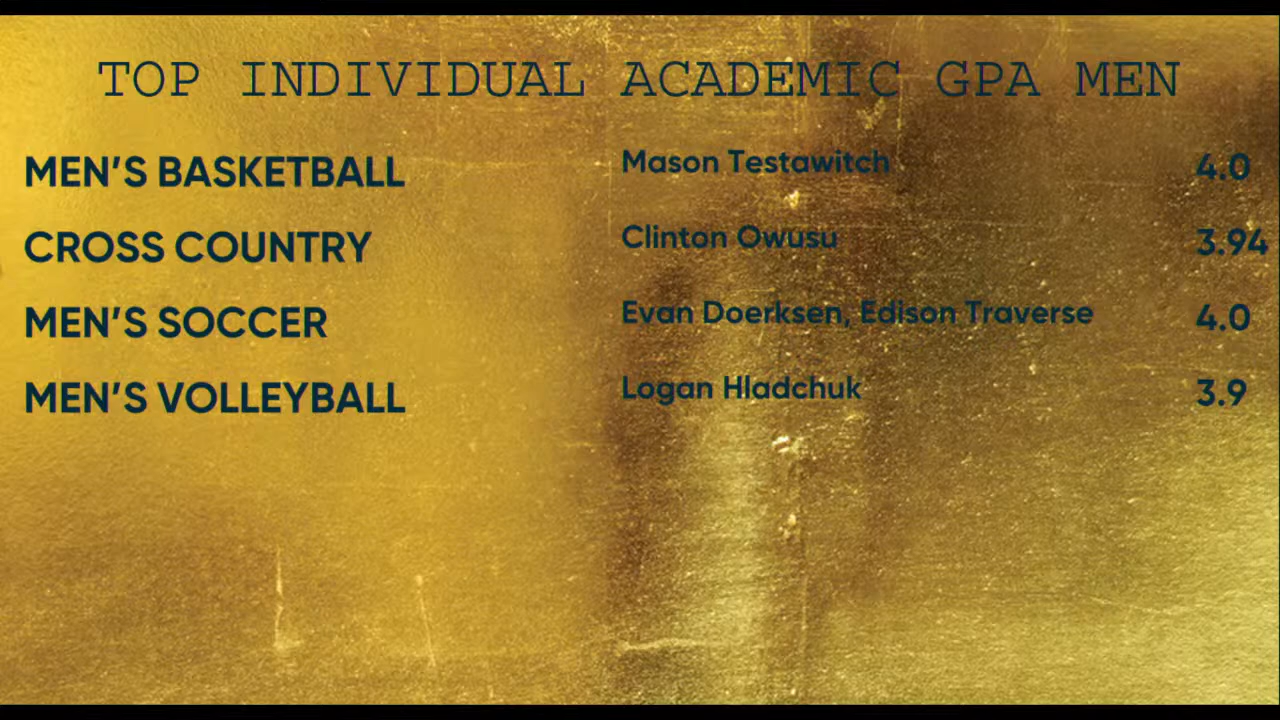 TOP INDIVIDUAL ACADEMIC GPA MEN
MEN'S BASKETBALL Mason Testawitch 4.0
CROSS COUNTRY Clinton Owusu 3.94
MEN'S SOCCER Evan Doerksen, Edison Traverse 4.0
MEN'S VOLLEYBALL Logan Hladchuk 3.9